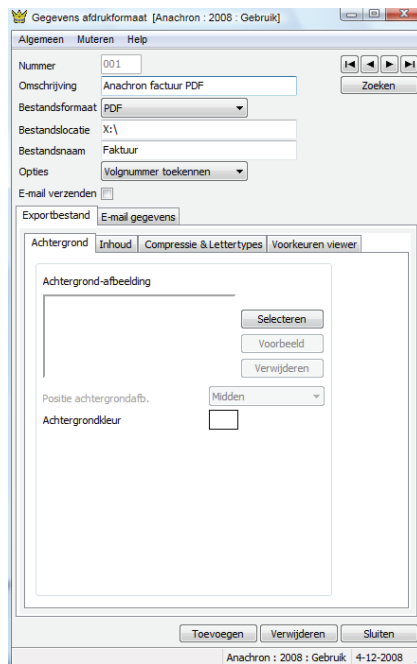 Gegevens afdrukformaat [Anachron : 2008 : Gebruik]
Algemeen Muteren Help
Nummer 001
Omschrijving Anachron factuur PDF Zoeken
Bestandsformaat PDF
Bestandslocatie X:\
Bestandsnaam Faktuur
Opties Volgnummer toekennen
E-mail verzenden
Exportbestand E-mail gegevens
Achtergrond Inhoud Compressie & Lettertypes Voorkeuren viewer
Achtergrond-afbeelding
Selecteren
Voorbeeld
Verwijderen
Positie achtergrondafb. Midden
Achtergrondkleur
Toevoegen Verwijderen Sluiten
Anachron : 2008 : Gebruik 4-12-2008